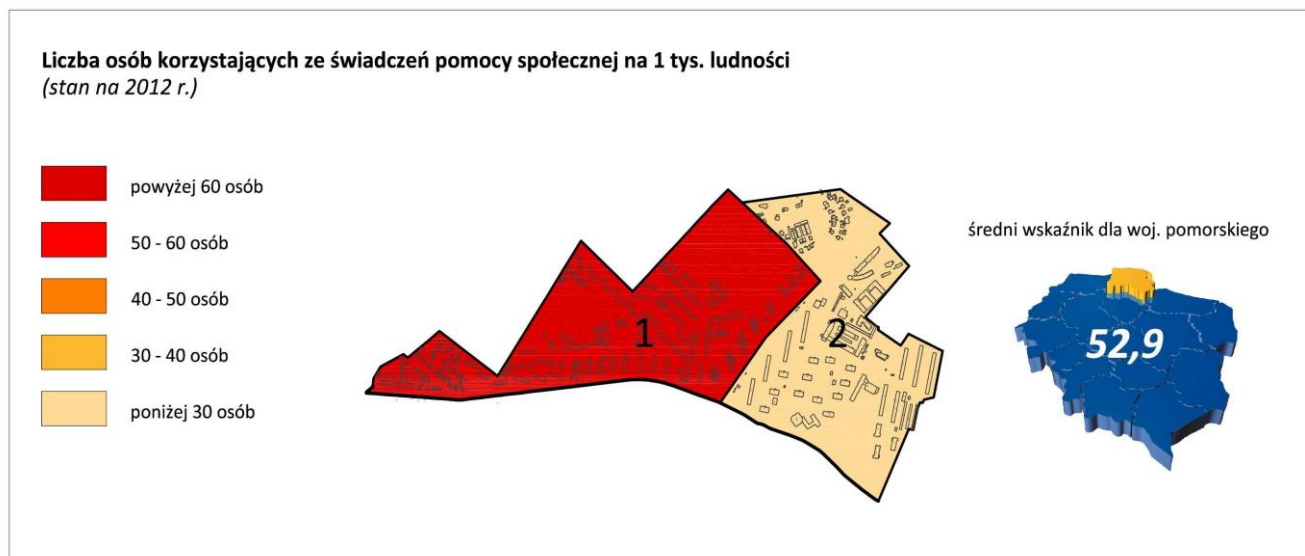 Liczba osób korzystających ze świadczeń pomocy społecznej na 1 tys. ludności
(stan na 2012 r.)
powyżej 60 osób
50 - 60 osób
40 - 50 osób
30 - 40 osób
poniżej 30 osób
1
2
średni wskaźnik dla woj. pomorskiego
52,9